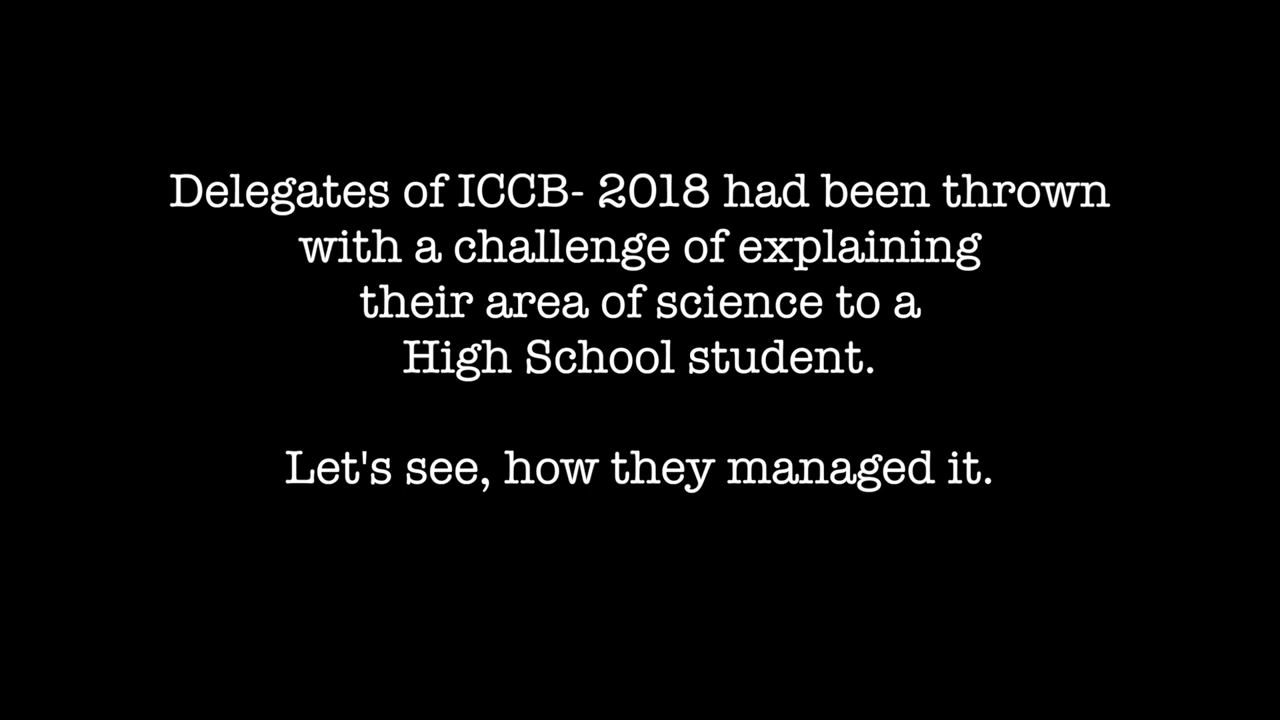 Delegates of ICCB- 2018 had been thrown
with a challenge of explaining
their area of science to a
High School student.
Let's see, how they managed it.